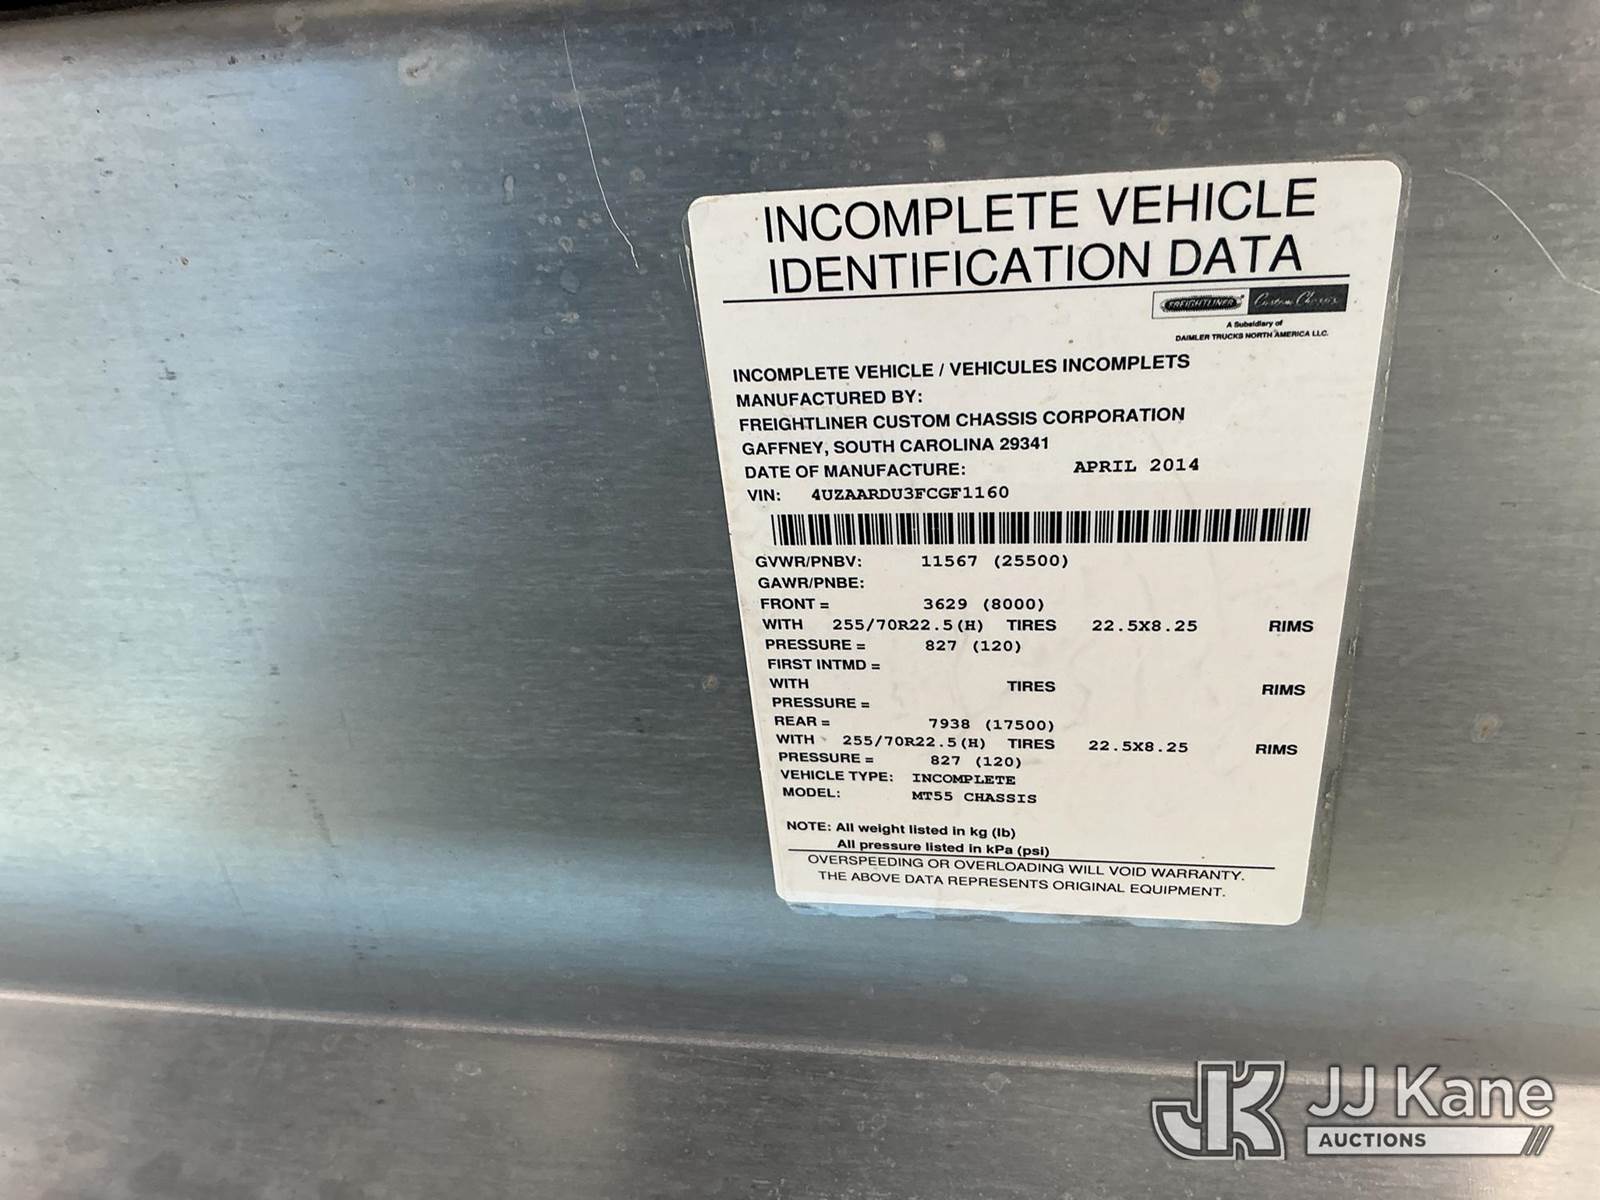 INCOMPLETE VEHICLE
IDENTIFICATION DATA
FREIGHTLINER Custom Chassis
A Subsidiary of
DAIMLER TRUCKS NORTH AMERICA LLC.
INCOMPLETE VEHICLE / VEHICULES INCOMPLETS
MANUFACTURED BY:
FREIGHTLINER CUSTOM CHASSIS CORPORATION
GAFFNEY, SOUTH CAROLINA 29341
DATE OF MANUFACTURE: APRIL 2014
VIN: 4UZAARDU3FCGF1160
GVWR/PNBV: 11567 (25500)
GAWR/PNBE:
FRONT = 3629 (8000)
WITH 255/70R22.5(H) TIRES 22.5X8.25 RIMS
PRESSURE = 827 (120)
FIRST INTMD =
WITH TIRES RIMS
PRESSURE =
REAR = 7938 (17500)
WITH 255/70R22.5(H) TIRES 22.5X8.25 RIMS
PRESSURE = 827 (120)
VEHICLE TYPE: INCOMPLETE
MODEL: MT55 CHASSIS
NOTE: All weight listed in kg (lb)
All pressure listed in kPa (psi)
OVERSPEEDING OR OVERLOADING WILL VOID WARRANTY.
THE ABOVE DATA REPRESENTS ORIGINAL EQUIPMENT.
JK JJ Kane
AUCTIONS